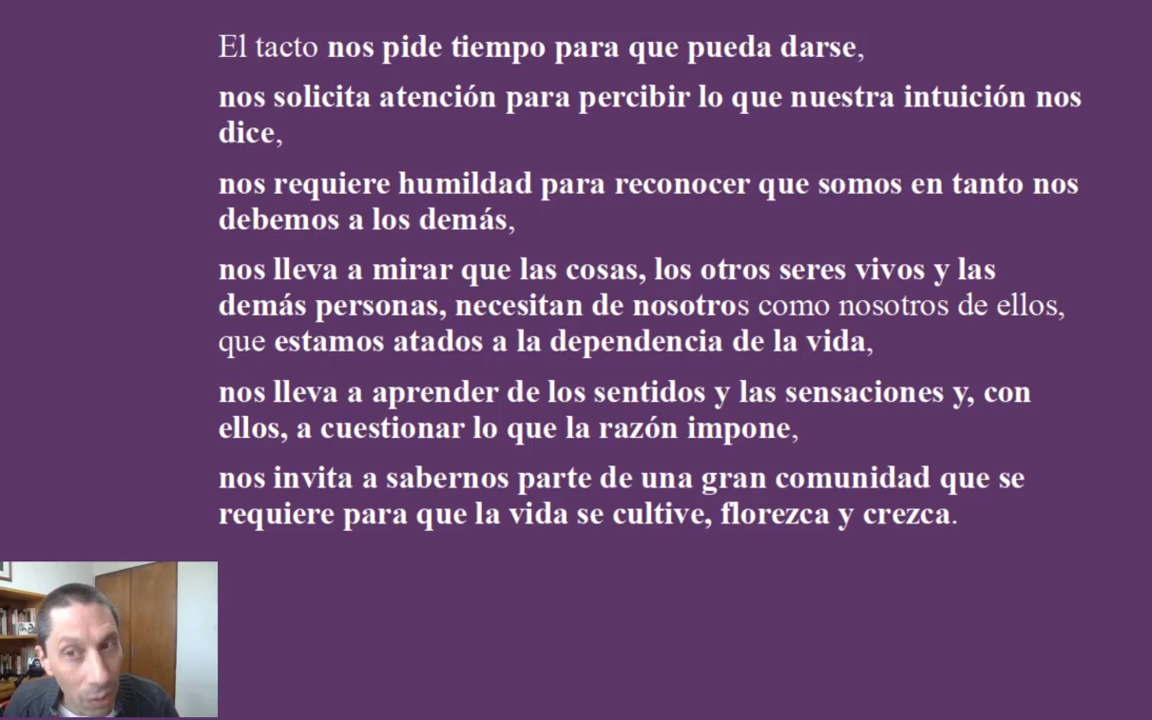 El tacto nos pide tiempo para que pueda darse,
nos solicita atención para percibir lo que nuestra intuición nos
dice,
nos requiere humildad para reconocer que somos en tanto nos
debemos a los demás,
nos lleva a mirar que las cosas, los otros seres vivos y las
demás personas, necesitan de nosotros como nosotros de ellos,
que estamos atados a la dependencia de la vida,
nos lleva a aprender de los sentidos y las sensaciones y, con
ellos, a cuestionar lo que la razón impone,
nos invita a sabernos parte de una gran comunidad que se
requiere para que la vida se cultive, florezca y crezca.